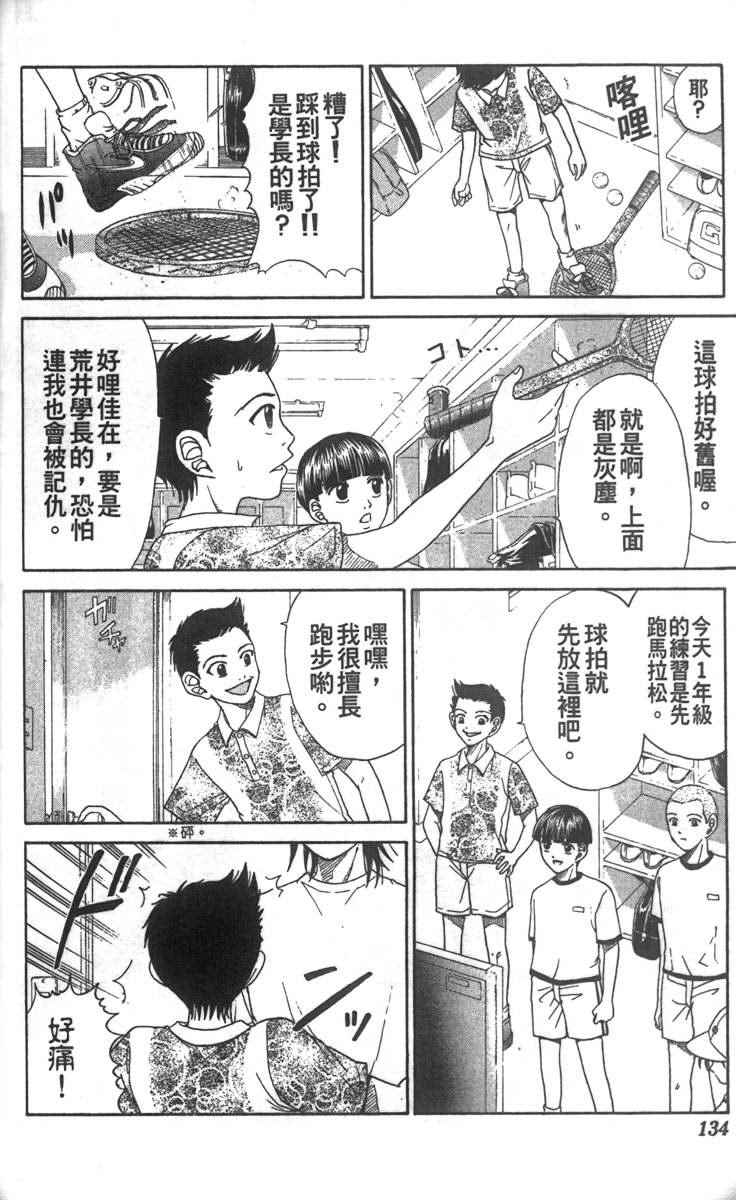 耶？
喀哩
糟了！
踩到球拍了！！
是學長的嗎？
パッ
這球拍好舊喔。
就是啊，上面
都是灰塵。
コト…
好哩佳在，要是
荒井學長的，恐怕
連我也會被記仇。
今天1年級
的練習是先
跑馬拉松。
球拍就
先放這裡吧。
嘿嘿，
我很擅長
跑步喲。
ガチャ
※砰。
ドン
好痛！
134